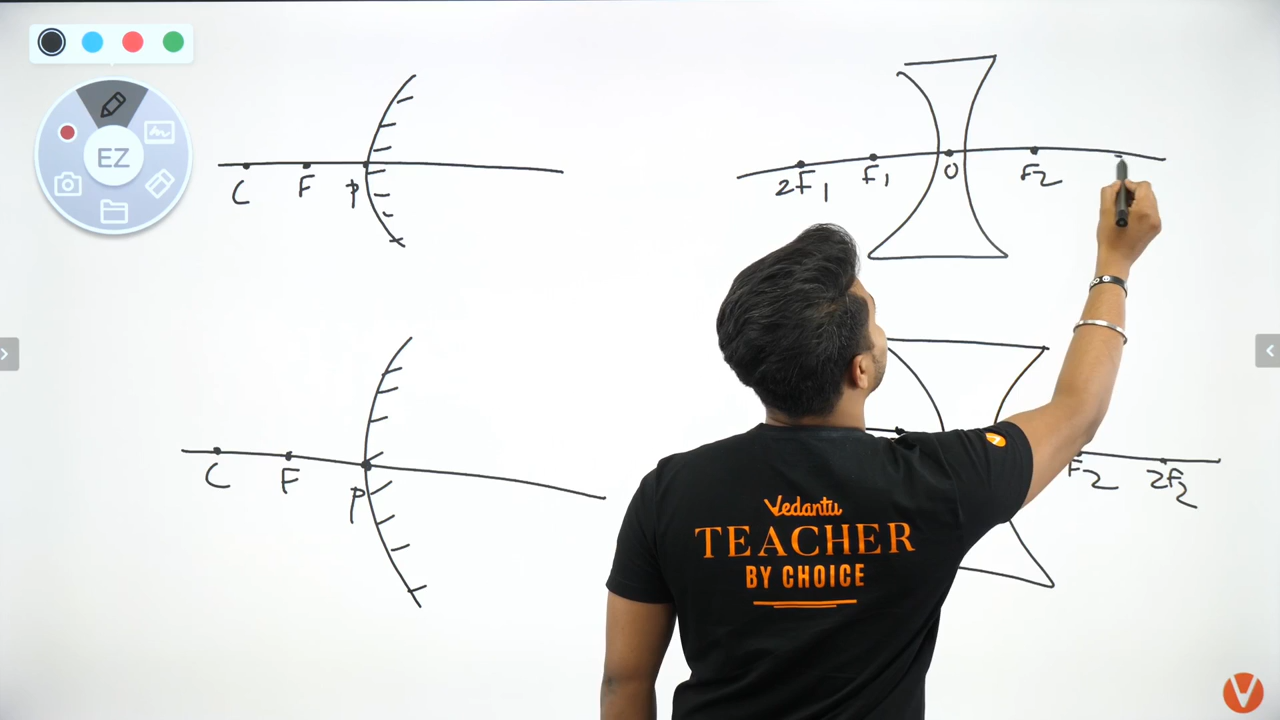 EZ
C F P
2F1 F1 O F2
C F P
F2 2F2
Vedantu
TEACHER
BY CHOICE